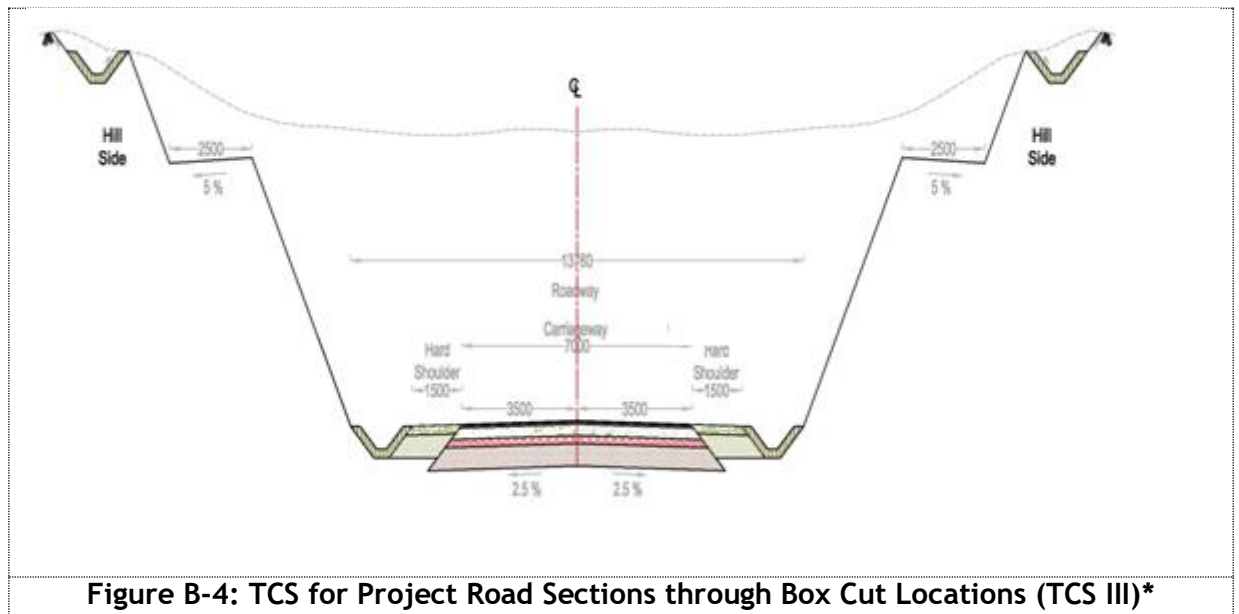 ℄
Hill
Side
Hill
Side
2500
5 %
2500
5 %
13780
Roadway
Carriageway
7000
Hard
Shoulder
1500
Hard
Shoulder
1500
3500
3500
2.5 %
2.5 %
Figure B-4: TCS for Project Road Sections through Box Cut Locations (TCS III)*